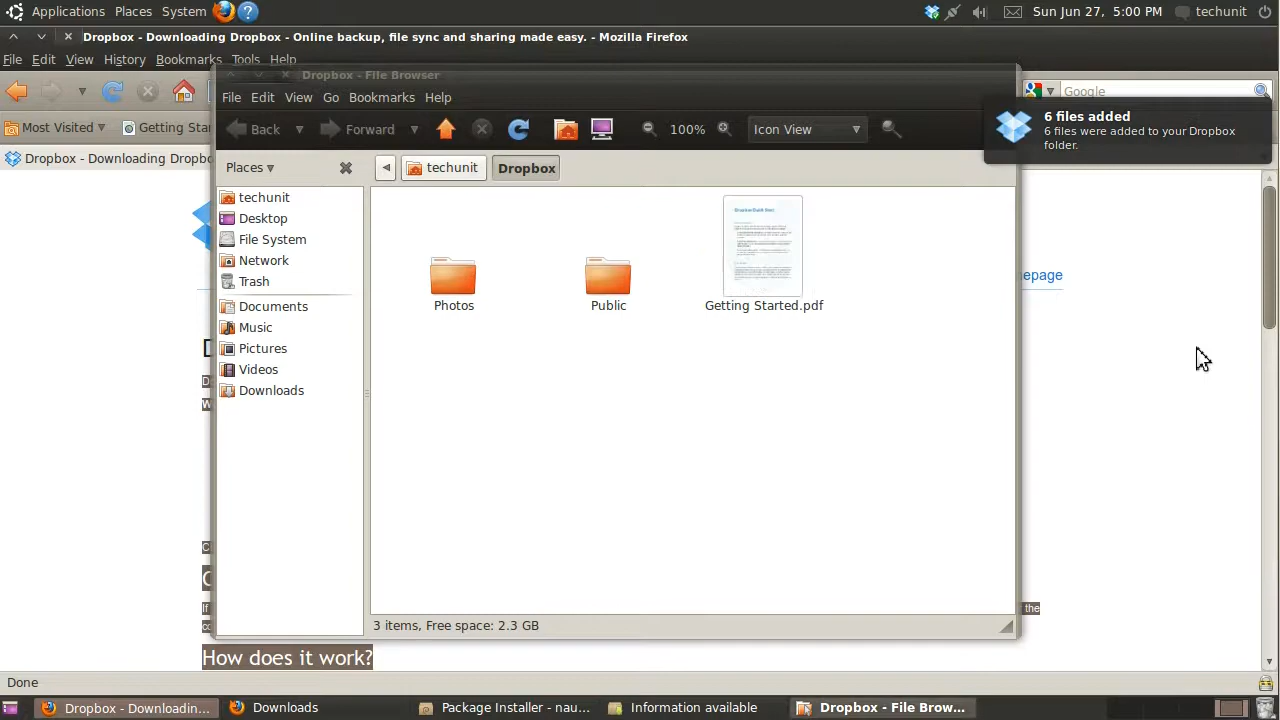 Applications Places System
Sun Jun 27, 5:00 PM techunit
Dropbox - Downloading Dropbox - Online backup, file sync and sharing made easy. - Mozilla Firefox
File Edit View History Bookmarks Tools Help
Google
Most Visited Getting Sta
Dropbox - Downloading Dropbo
Dropbox - File Browser
File Edit View Go Bookmarks Help
Back Forward 100% Icon View
6 files added
6 files were added to your Dropbox
folder.
Places techunit Dropbox
techunit
Desktop
File System
Network
Trash
Documents
Music
Pictures
Videos
Downloads
Photos Public Getting Started.pdf
epage
3 items, Free space: 2.3 GB
If the
How does it work?
Done
Dropbox - Downloadin... Downloads Package Installer - nau... Information available Dropbox - File Brow...